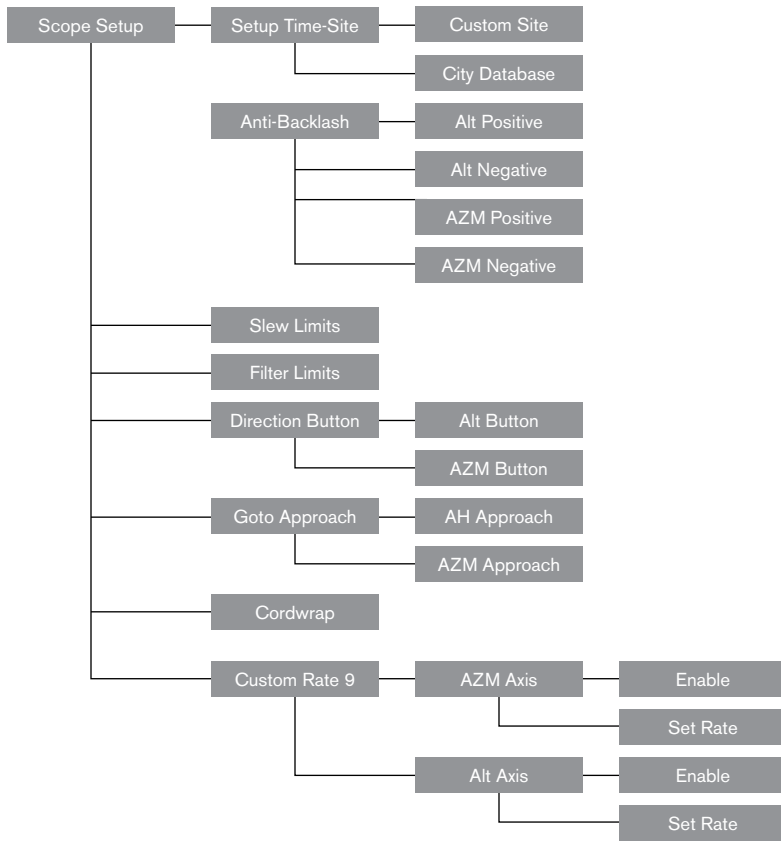 Scope Setup
Setup Time-Site
Custom Site
City Database
Anti-Backlash
Alt Positive
Alt Negative
AZM Positive
AZM Negative
Slew Limits
Filter Limits
Direction Button
Alt Button
AZM Button
Goto Approach
AH Approach
AZM Approach
Cordwrap
Custom Rate 9
AZM Axis
Enable
Set Rate
Alt Axis
Enable
Set Rate